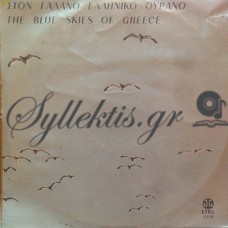 ΣΤΟΝ ΓΑΛΑΝΟ ΕΛΛΗΝΙΚΟ ΟΥΡΑΝΟ
THE BLUE SKIES OF GREECE
Syllektis.gr
LYRA